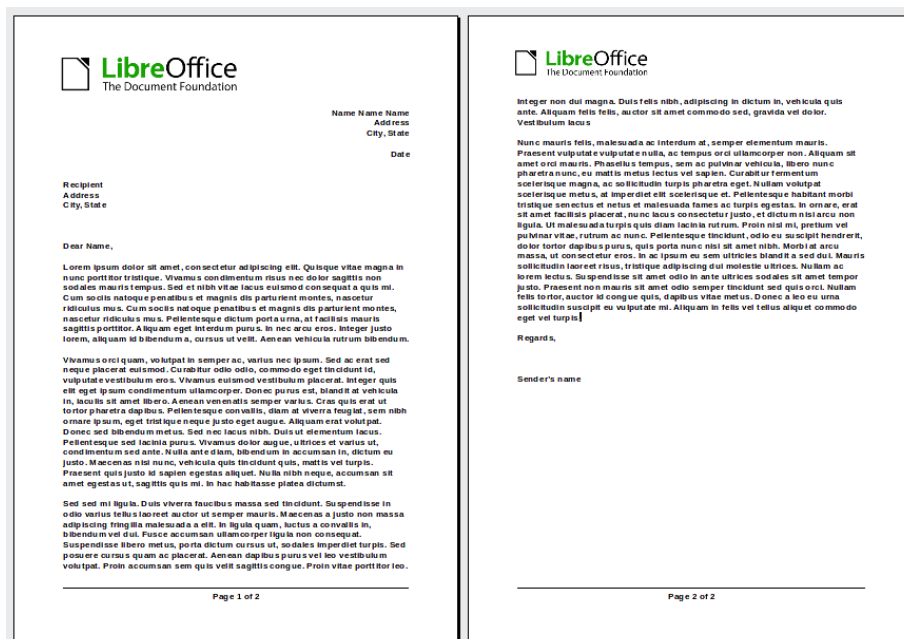 LibreOffice
The Document Foundation
Name Name Name
Address
City, State
Date
Recipient
Address
City, State
Dear Name,
Lorem ipsum dolor sit amet, consectetur adipiscing elit. Quisque vitae magna in
nunc porttitor tristique. Vivamus condimentum risus nec dolor sagittis non
sodales mauris tempus. Sed et nibh vitae lacus euismod consequat a quis mi.
Cum sociis natoque penatibus et magnis dis parturient montes, nascetur
ridiculus mus. Cum sociis natoque penatibus et magnis dis parturient montes,
nascetur ridiculus mus. Pellentesque dictum porta urna, at facilisis mauris
sagittis porttitor. Aliquam eget interdum purus. In nec arcu eros. Integer justo
lorem, aliquam id bibendum a, cursus ut velit. Aenean vehicula rutrum bibendum.
Vivamus orci quam, volutpat in semper ac, varius nec ipsum. Sed ac erat sed
neque placerat euismod. Curabitur odio odio, commodo eget tincidunt id,
vulputate vestibulum eros. Vivamus euismod vestibulum placerat. Integer quis
elit eget ipsum condimentum ullamcorper. Donec purus est, blandit at vehicula
in, iaculis sit amet libero. Aenean venenatis semper varius. Cras quis erat ut
tortor pharetra dapibus. Pellentesque convallis, diam at viverra feugiat, sem nibh
ornare ipsum, eget tristique neque justo eget augue. Aliquam erat volutpat.
Donec sed bibendum metus. Sed nec lacus nibh. Duis ut elementum lacus.
Pellentesque sed lacinia purus. Vivamus dolor augue, ultrices et varius ut,
condimentum sed ante. Nulla ante diam, bibendum in accumsan in, dictum eu
justo. Maecenas nisi nunc, vehicula quis tincidunt quis, mattis vel turpis.
Praesent quis justo id sapien egestas aliquet. Nulla nibh neque, accumsan sit
amet egestas ut, sagittis quis mi. In hac habitasse platea dictumst.
Sed sed mi ligula. Duis viverra faucibus massa sed tincidunt. Suspendisse in
odio varius tellus laoreet auctor ut semper mauris. Maecenas a justo non massa
adipiscing fringilla malesuada a elit. In ligula quam, luctus a convallis in,
bibendum vel dui. Fusce accumsan ullamcorper ligula non consequat.
Suspendisse libero metus, porta dictum cursus ut, sodales imperdiet turpis. Sed
posuere cursus quam ac placerat. Aenean dapibus purus vel leo vestibulum
volutpat. Proin accumsan sem quis velit sagittis congue. Proin vitae porttitor leo.
Page 1 of 2
LibreOffice
The Document Foundation
Integer non dui magna. Duis felis nibh, adipiscing in dictum in, vehicula quis
ante. Aliquam felis felis, auctor sit amet commodo sed, gravida vel dolor.
Vestibulum lacus
Nunc mauris felis, malesuada ac interdum at, semper elementum mauris.
Praesent vulputate vulputate nulla, ac tempus orci ullamcorper non. Aliquam sit
amet orci mauris. Phasellus tempus, sem ac pulvinar vehicula, libero nunc
pharetra nunc, eu mattis metus lectus vel sapien. Curabitur fermentum
scelerisque magna, ac sollicitudin turpis pharetra eget. Nullam volutpat
scelerisque metus, at imperdiet elit scelerisque et. Pellentesque habitant morbi
tristique senectus et netus et malesuada fames ac turpis egestas. In ornare, erat
sit amet facilisis placerat, nunc lacus consectetur justo, et dictum nisi arcu non
ligula. Ut malesuada turpis quis diam lacinia rutrum. Proin nisl mi, pretium vel
pulvinar vitae, rutrum ac nunc. Pellentesque tincidunt, odio eu suscipit hendrerit,
dolor tortor dapibus purus, quis porta nunc nisi sit amet nibh. Morbi at arcu
massa, ut consectetur eros. In ac ipsum eu sem ultricies blandit a sed dui. Mauris
sollicitudin laoreet risus, tristique adipiscing dui molestie ultrices. Nullam ac
lorem lectus. Suspendisse sit amet odio in ante ultrices sodales sit amet tempor
justo. Praesent non mauris sit amet odio semper tincidunt sed quis orci. Nullam
felis tortor, auctor id congue quis, dapibus vitae metus. Donec a leo eu urna
sollicitudin suscipit eu vulputate mi. Aliquam in felis vel tellus aliquet commodo
eget vel turpis
Regards,
Sender's name
Page 2 of 2